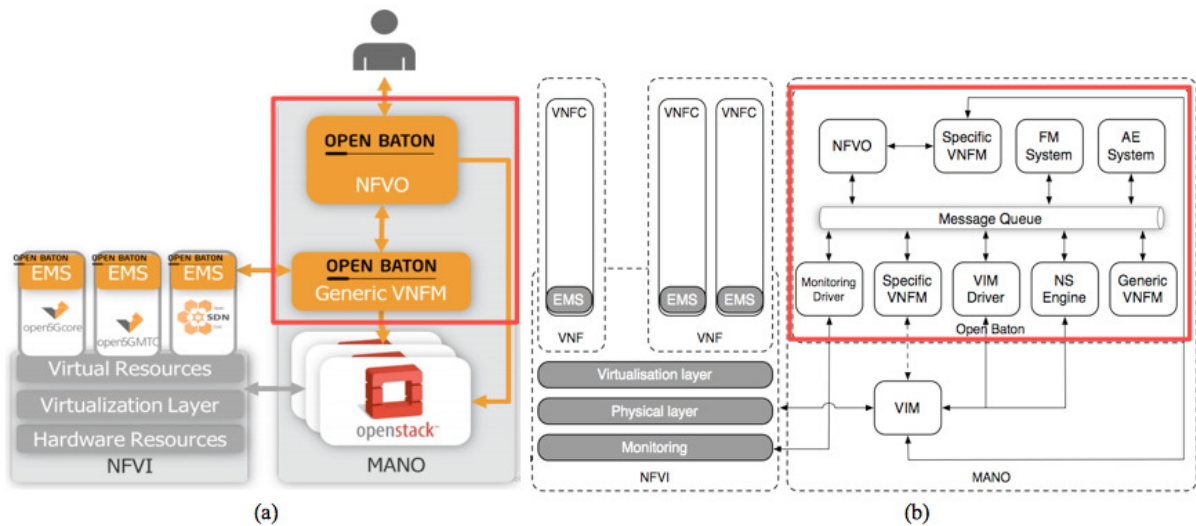 OPEN BATON
NFVO
OPEN BATON
Generic VNFM
OPEN BATON
EMS
open5Gcore
OPEN BATON
EMS
open5GMTC
OPEN BATON
EMS
SDN
Virtual Resources
Virtualization Layer
Hardware Resources
NFVI
openstack™
MANO
(a)
VNFC
EMS
VNF
VNFC
VNFC
EMS
EMS
VNF
Virtualisation layer
Physical layer
Monitoring
NFVI
NFVO
Specific
VNFM
FM
System
AE
System
Message Queue
Monitoring
Driver
Specific
VNFM
VIM
Driver
NS
Engine
Generic
VNFM
Open Baton
VIM
MANO
(b)